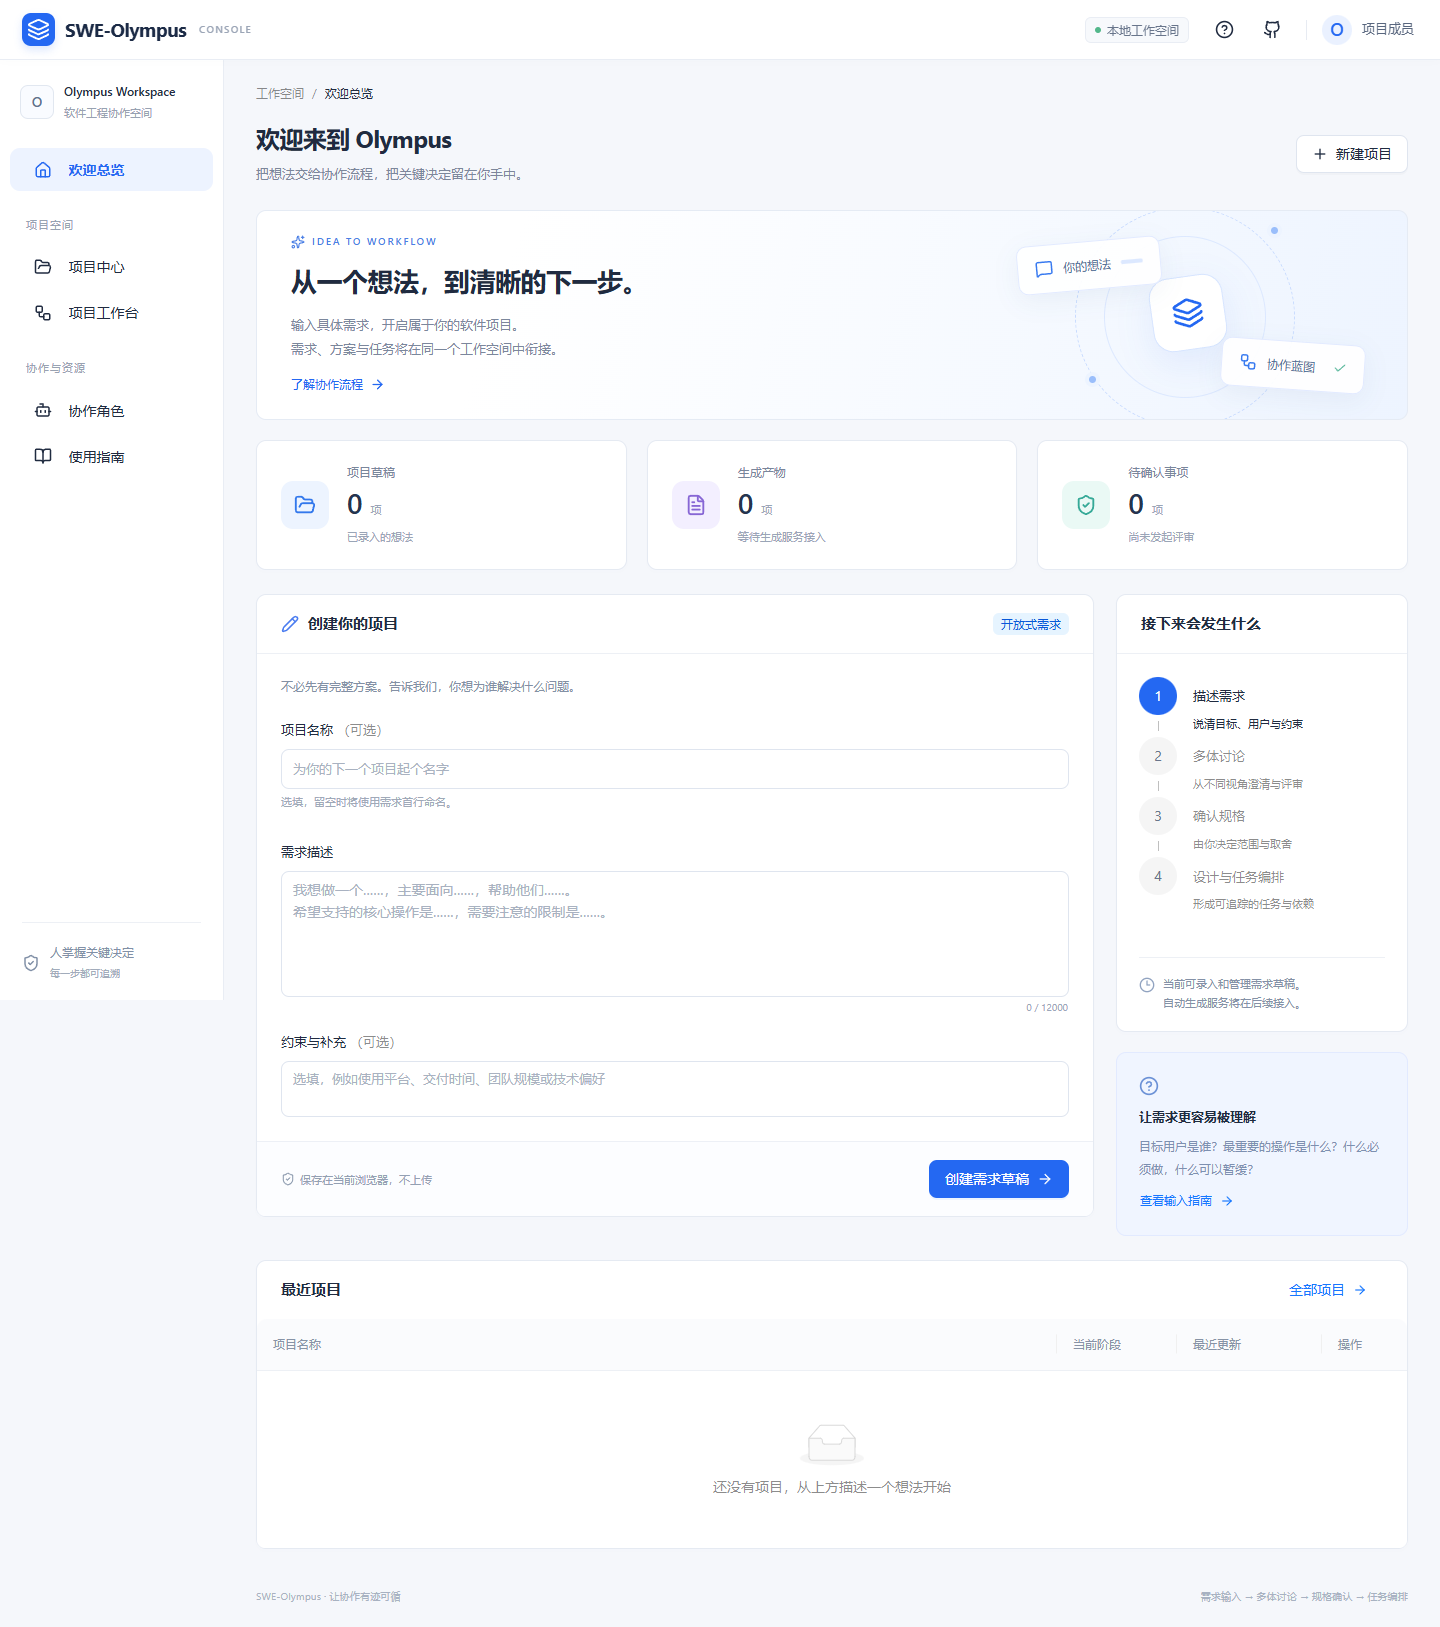 SWE-Olympus CONSOLE
本地工作空间
O 项目成员
O
Olympus Workspace
软件工程协作空间
欢迎总览
项目空间
项目中心
项目工作台
协作与资源
协作角色
使用指南
人掌握关键决定
每一步都可追溯
工作空间 / 欢迎总览
欢迎来到 Olympus
把想法交给协作流程，把关键决定留在你手中。
新建项目
IDEA TO WORKFLOW
从一个想法，到清晰的下一步。
输入具体需求，开启属于你的软件项目。
需求、方案与任务将在同一个工作空间中衔接。
了解协作流程
你的想法
协作蓝图
项目草稿
0 项
已录入的想法
生成产物
0 项
等待生成服务接入
待确认事项
0 项
尚未发起评审
创建你的项目
开放式需求
不必先有完整方案。告诉我们，你想为谁解决什么问题。
项目名称 （可选）
为你的下一个项目起个名字
选填，留空时将使用需求首行命名。
需求描述
我想做一个……，主要面向……，帮助他们……。
希望支持的核心操作是……，需要注意的限制是……。
0 / 12000
约束与补充 （可选）
选填，例如使用平台、交付时间、团队规模或技术偏好
保存在当前浏览器，不上传
创建需求草稿
接下来会发生什么
1 描述需求
说清目标、用户与约束
2 多体讨论
从不同视角澄清与评审
3 确认规格
由你决定范围与取舍
4 设计与任务编排
形成可追踪的任务与依赖
当前可录入和管理需求草稿。
自动生成服务将在后续接入。
让需求更容易被理解
目标用户是谁？最重要的操作是什么？什么必
须做，什么可以暂缓？
查看输入指南
最近项目
全部项目
项目名称 当前阶段 最近更新 操作
还没有项目，从上方描述一个想法开始
SWE-Olympus · 让协作有迹可循
需求输入 → 多体讨论 → 规格确认 → 任务编排